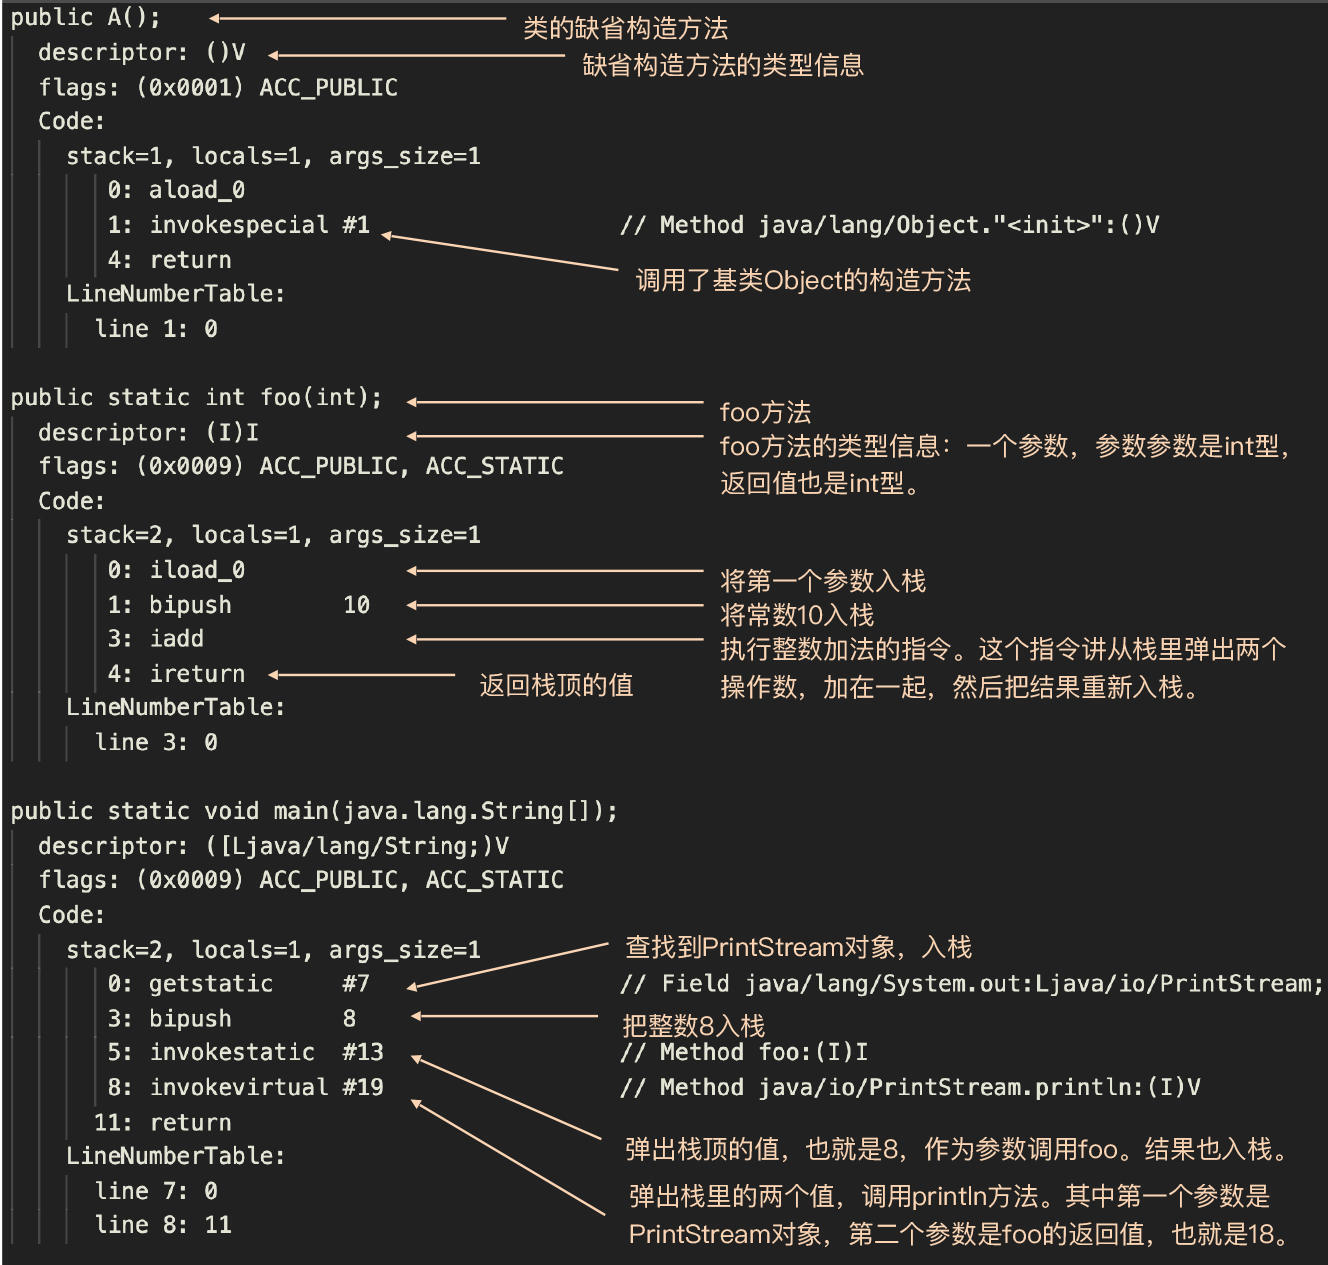 public A();
类的缺省构造方法
descriptor: ()V
缺省构造方法的类型信息
flags: (0x0001) ACC_PUBLIC
Code:
stack=1, locals=1, args_size=1
0: aload_0
1: invokespecial #1 // Method java/lang/Object."<init>":()V
4: return
调用了基类Object的构造方法
LineNumberTable:
line 1: 0
public static int foo(int);
foo方法
descriptor: (I)I
foo方法的类型信息：一个参数，参数参数是int型，
返回值也是int型。
flags: (0x0009) ACC_PUBLIC, ACC_STATIC
Code:
stack=2, locals=1, args_size=1
0: iload_0
将第一个参数入栈
1: bipush 10
将常数10入栈
3: iadd
执行整数加法的指令。这个指令讲从栈里弹出两个
操作数，加在一起，然后把结果重新入栈。
4: ireturn
返回栈顶的值
LineNumberTable:
line 3: 0
public static void main(java.lang.String[]);
descriptor: ([Ljava/lang/String;)V
flags: (0x0009) ACC_PUBLIC, ACC_STATIC
Code:
stack=2, locals=1, args_size=1
查找到PrintStream对象，入栈
0: getstatic #7 // Field java/lang/System.out:Ljava/io/PrintStream;
3: bipush 8
把整数8入栈
5: invokestatic #13 // Method foo:(I)I
8: invokevirtual #19 // Method java/io/PrintStream.println:(I)V
11: return
弹出栈顶的值，也就是8，作为参数调用foo。结果也入栈。
LineNumberTable:
line 7: 0
弹出栈里的两个值，调用println方法。其中第一个参数是
PrintStream对象，第二个参数是foo的返回值，也就是18。
line 8: 11